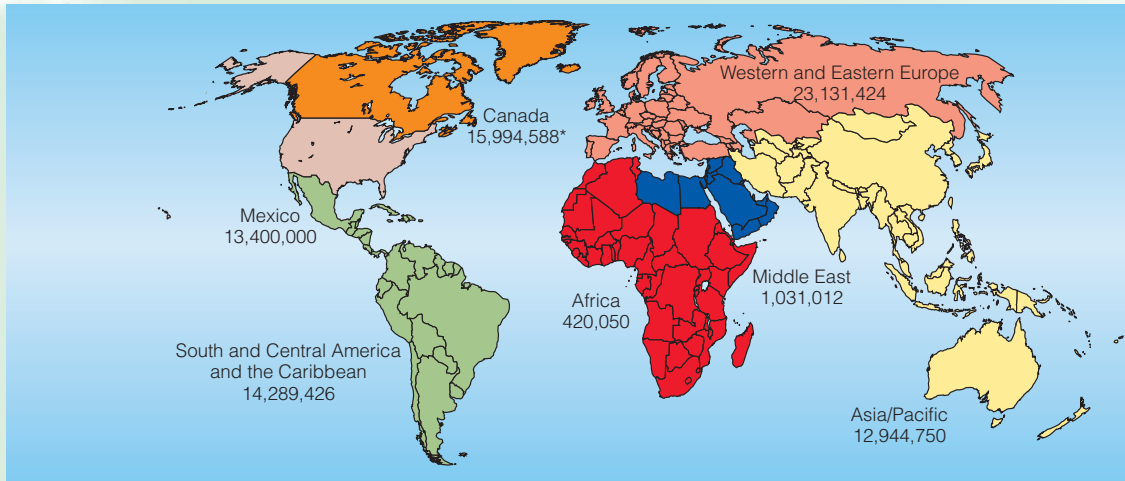 Western and Eastern Europe
23,131,424
Canada
15,994,588*
Mexico
13,400,000
Middle East
1,031,012
Africa
420,050
South and Central America
and the Caribbean
14,289,426
Asia/Pacific
12,944,750